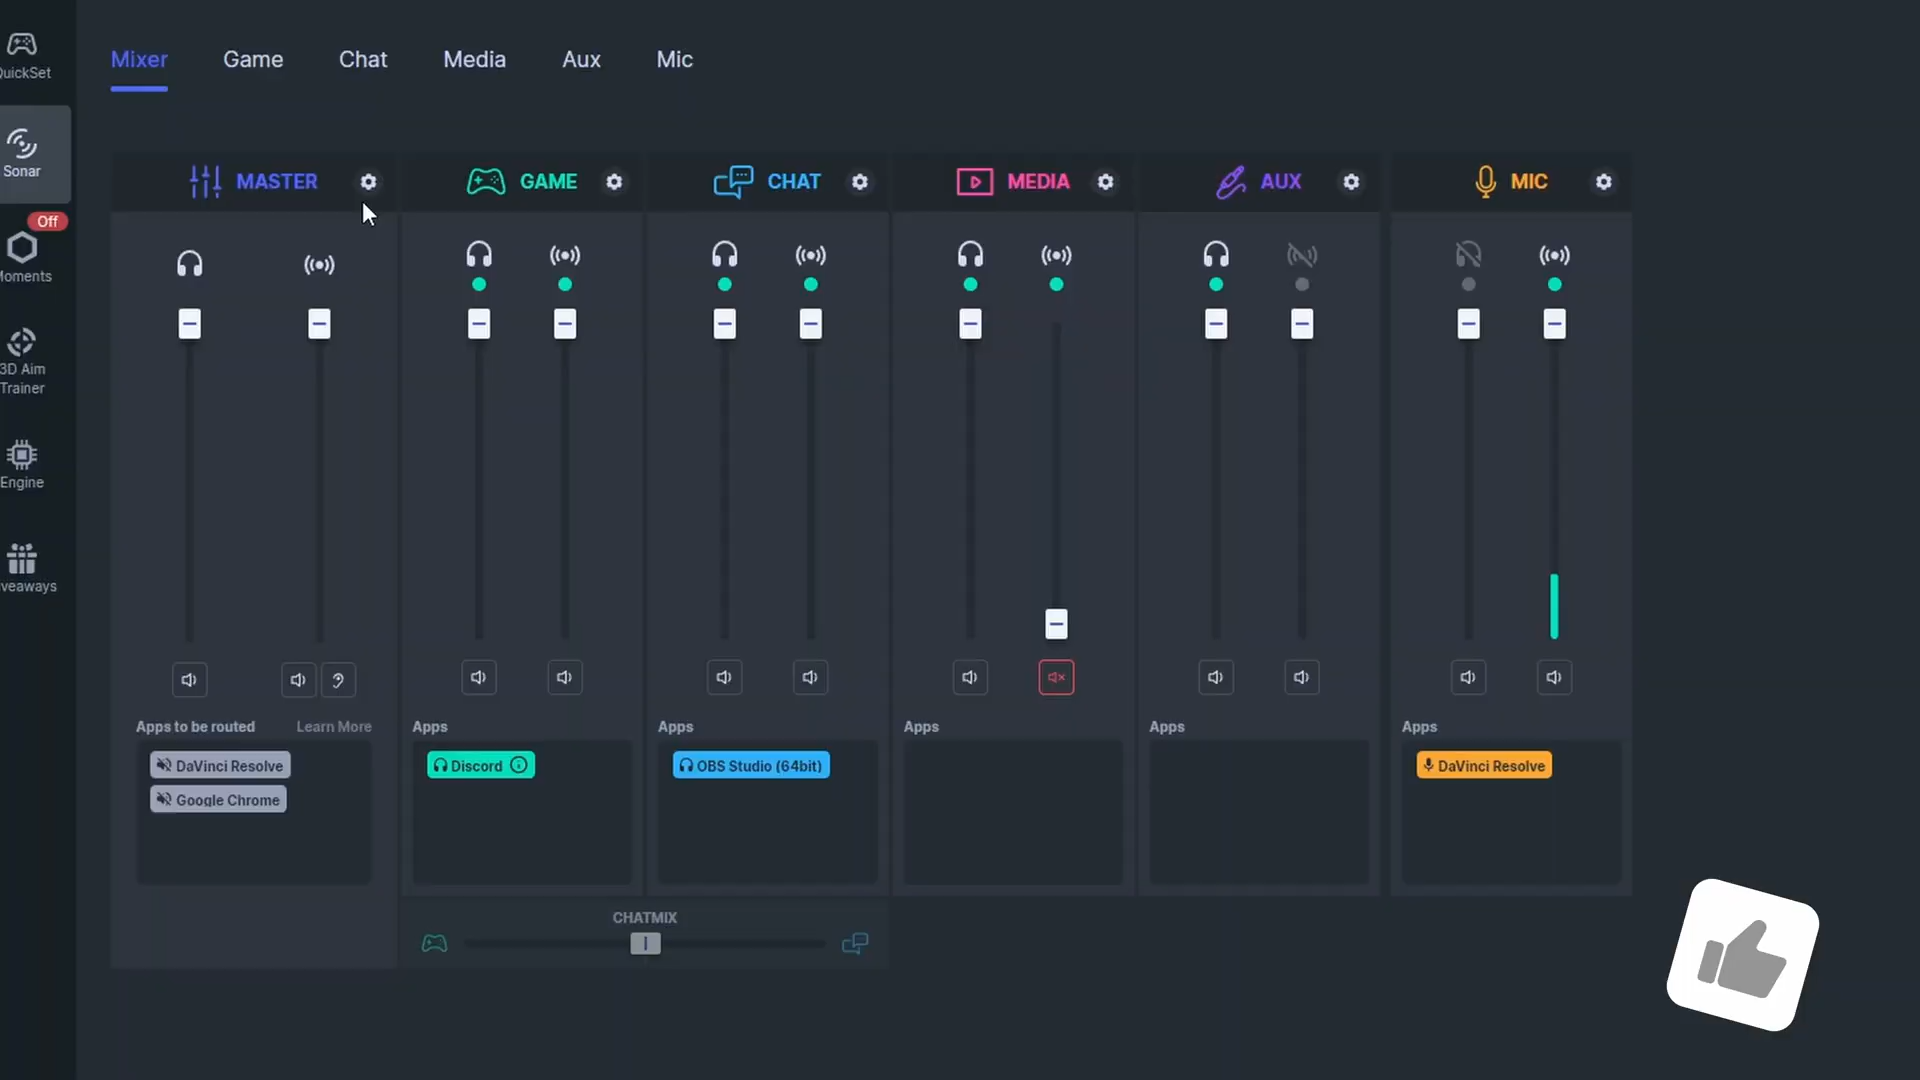 Mixer Game Chat Media Aux Mic
QuickSet
Sonar
Off
Moments
3D Aim
Trainer
Engine
iveaways
MASTER GAME CHAT MEDIA AUX MIC
Apps to be routed Learn More Apps Apps Apps Apps Apps
DaVinci Resolve Discord OBS Studio (64bit) DaVinci Resolve
Google Chrome
CHATMIX